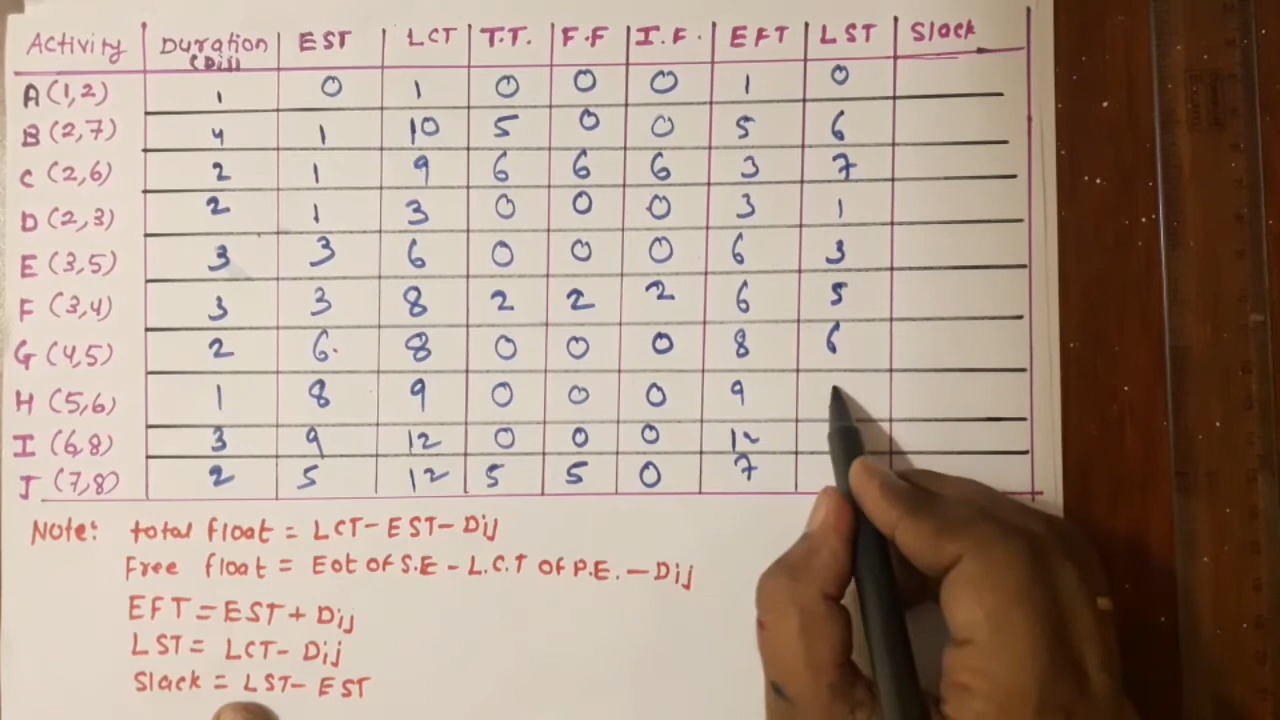 Activity Duration (Dij) EST LCT T.T. F.F I.F. EFT LST Slack
A (1,2) 1 0 1 0 0 0 1 0
B (2,7) 4 1 10 5 0 0 5 6
C (2,6) 2 1 9 6 6 6 3 7
D (2,3) 2 1 3 0 0 0 3 1
E (3,5) 3 3 6 0 0 0 6 3
F (3,4) 3 3 8 2 2 2 6 5
G (4,5) 2 6. 8 0 0 0 8 6
H (5,6) 1 8 9 0 0 0 9
I (6,8) 3 9 12 0 0 0 12
J (7,8) 2 5 12 5 5 0 7
Note: total float = LCT - EST - Dij
Free float = Eot of S.E - L.C.T of P.E. - Dij
EFT = EST + Dij
LST = LCT - Dij
Slack = LST - EST